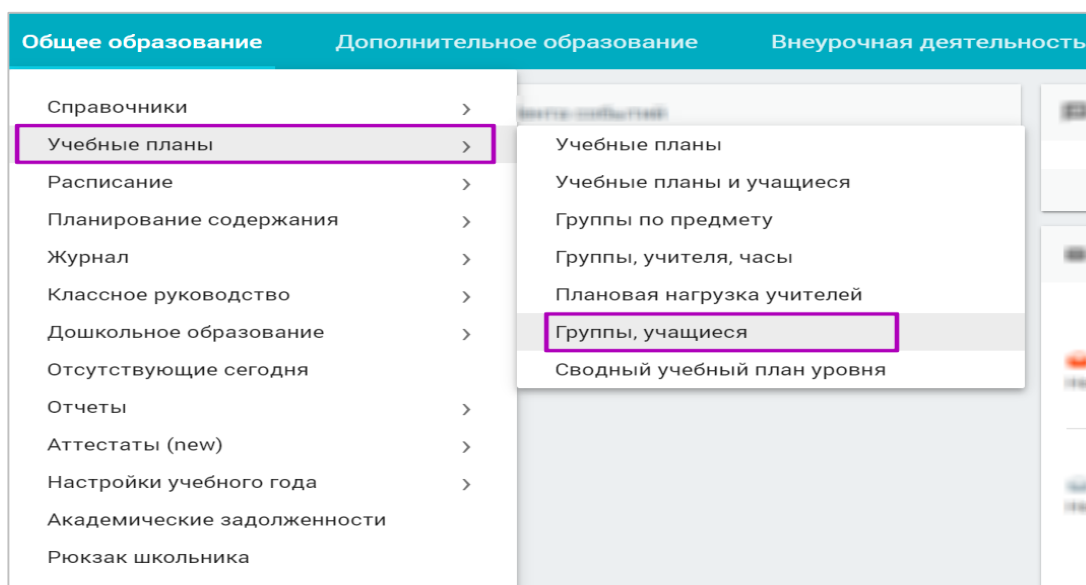 Общее образование Дополнительное образование Внеурочная деятельность
Справочники
Учебные планы
Расписание
Планирование содержания
Журнал
Классное руководство
Дошкольное образование
Отсутствующие сегодня
Отчеты
Аттестаты (new)
Настройки учебного года
Академические задолженности
Рюкзак школьника
Учебные планы
Учебные планы и учащиеся
Группы по предмету
Группы, учителя, часы
Плановая нагрузка учителей
Группы, учащиеся
Сводный учебный план уровня